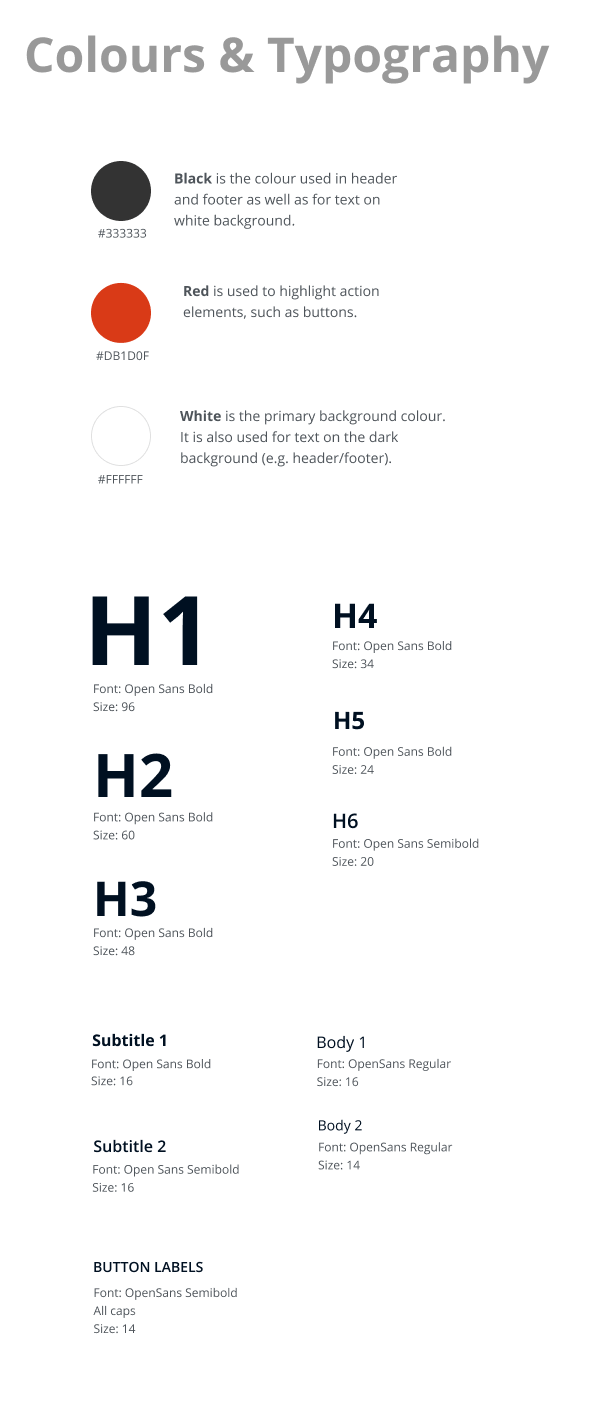 Colours & Typography
Black is the colour used in header
and footer as well as for text on
white background.
#333333
Red is used to highlight action
elements, such as buttons.
#DB1D0F
White is the primary background colour.
It is also used for text on the dark
background (e.g. header/footer).
#FFFFFF
H1
Font: Open Sans Bold
Size: 96
H2
Font: Open Sans Bold
Size: 60
H3
Font: Open Sans Bold
Size: 48
H4
Font: Open Sans Bold
Size: 34
H5
Font: Open Sans Bold
Size: 24
H6
Font: Open Sans Semibold
Size: 20
Subtitle 1
Font: Open Sans Bold
Size: 16
Subtitle 2
Font: Open Sans Semibold
Size: 16
Body 1
Font: OpenSans Regular
Size: 16
Body 2
Font: OpenSans Regular
Size: 14
BUTTON LABELS
Font: OpenSans Semibold
All caps
Size: 14